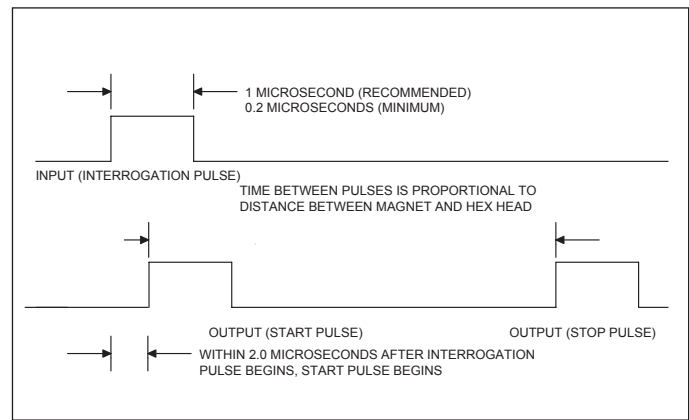 1 MICROSECOND (RECOMMENDED)
0.2 MICROSECONDS (MINIMUM)
INPUT (INTERROGATION PULSE)
TIME BETWEEN PULSES IS PROPORTIONAL TO
DISTANCE BETWEEN MAGNET AND HEX HEAD
OUTPUT (START PULSE)
OUTPUT (STOP PULSE)
WITHIN 2.0 MICROSECONDS AFTER INTERROGATION
PULSE BEGINS, START PULSE BEGINS